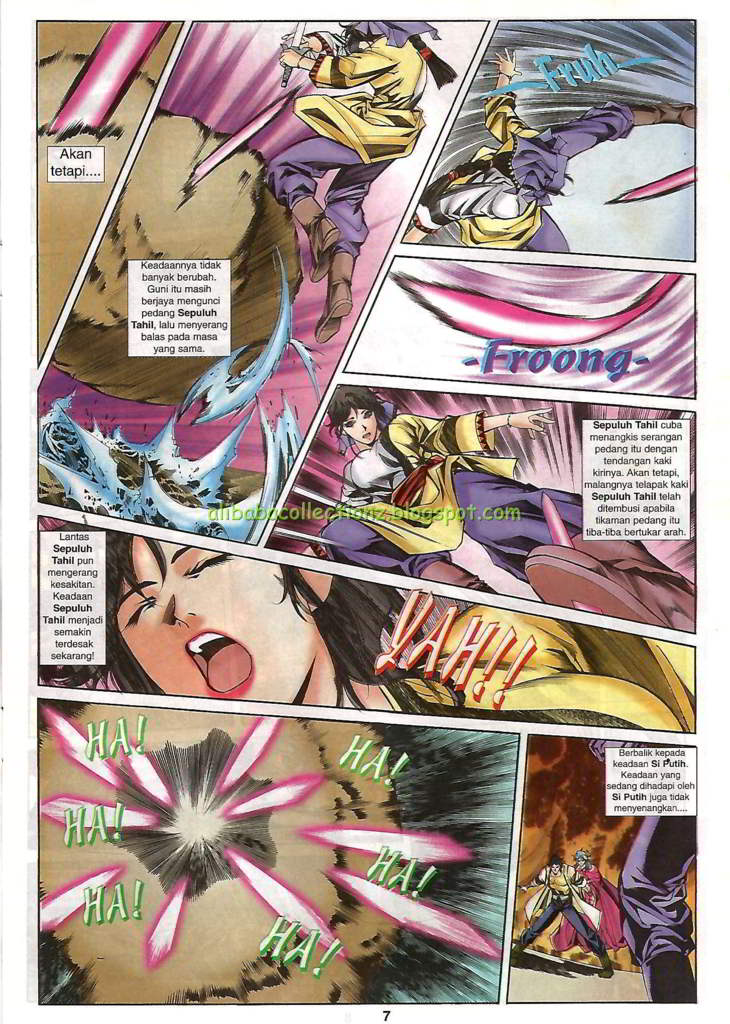 Akan
tetapi....
Keadaannya tidak
banyak berubah.
Guni itu masih
berjaya mengunci
pedang Sepuluh
Tahil, lalu menyerang
balas pada masa
yang sama.
Fruh
-Froong-
Sepuluh Tahil cuba
menangkis serangan
pedang itu dengan
tendangan kaki
kirinya. Akan tetapi,
malangnya telapak kaki
Sepuluh Tahil telah
ditembusi apabila
tikaman pedang itu
tiba-tiba bertukar arah.
alibabacollectionz.blogspot.com
Lantas
Sepuluh
Tahil pun
mengerang
kesakitan.
Keadaan
Sepuluh
Tahil menjadi
semakin
terdesak
sekarang!
YAH!!
HA!
HA!
HA!
HA!
HA!
HA!
Berbalik kepada
keadaan Si Putih.
Keadaan yang
sedang dihadapi oleh
Si Putih juga tidak
menyenangkan....
7